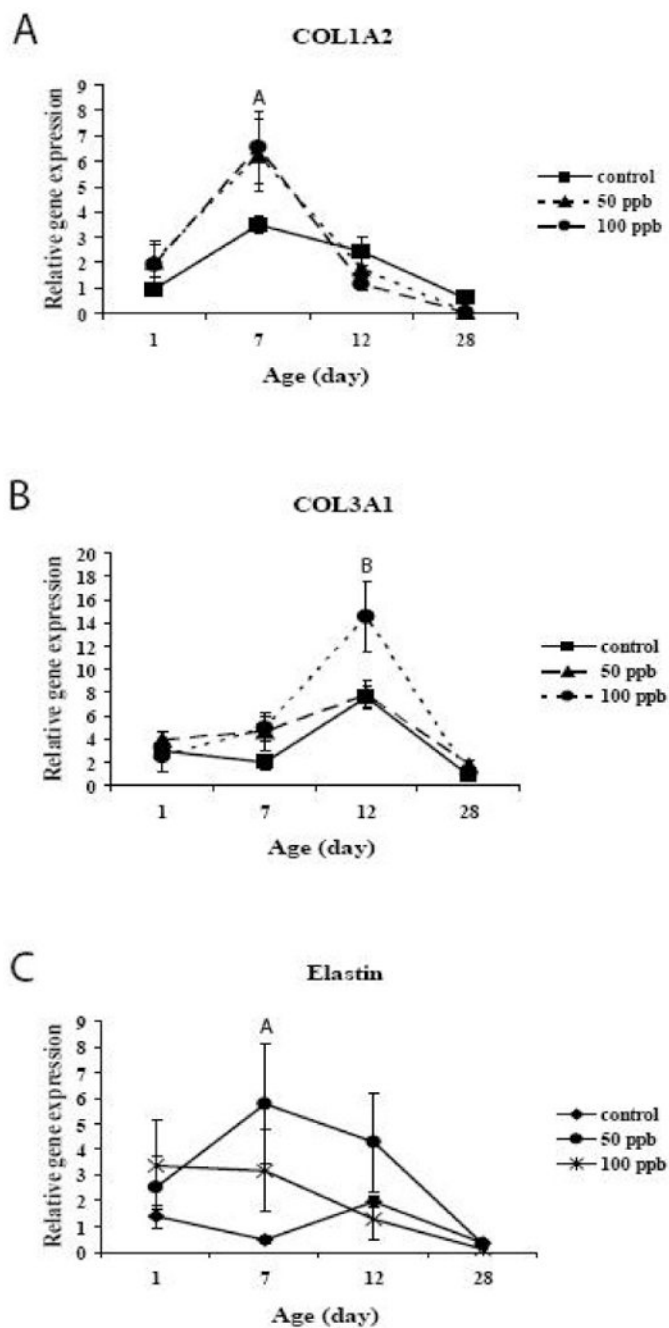 A
COL1A2
Relative gene expression
9
8
7
6
5
4
3
2
1
0
A
1 7 12 28
Age (day)
control
50 ppb
100 ppb
B
COL3A1
Relative gene expression
20
18
16
14
12
10
8
6
4
2
0
B
1 7 12 28
Age (day)
control
50 ppb
100 ppb
C
Elastin
Relative gene expression
9
8
7
6
5
4
3
2
1
0
A
1 7 12 28
Age (day)
control
50 ppb
100 ppb